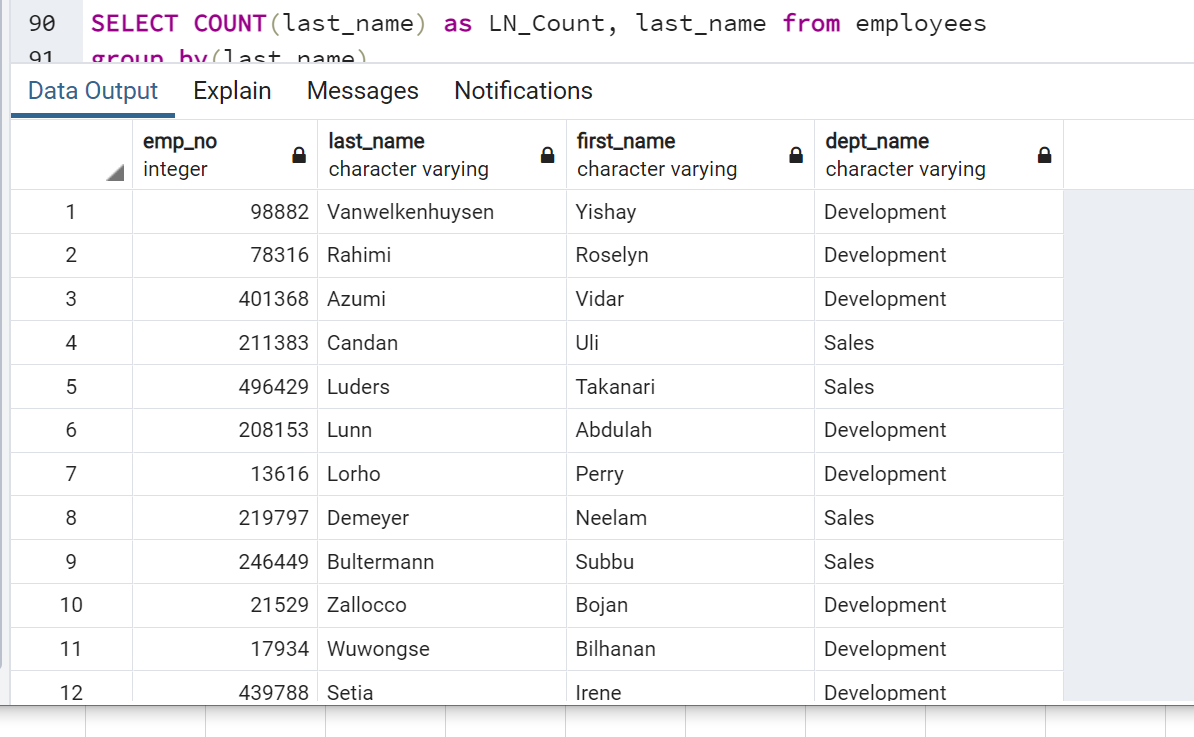 90 SELECT COUNT(last_name) as LN_Count, last_name from employees
91 group by(last_name)
Data Output Explain Messages Notifications
emp_no last_name first_name dept_name
integer character varying character varying character varying
1 98882 Vanwelkenhuysen Yishay Development
2 78316 Rahimi Roselyn Development
3 401368 Azumi Vidar Development
4 211383 Candan Uli Sales
5 496429 Luders Takanari Sales
6 208153 Lunn Abdulah Development
7 13616 Lorho Perry Development
8 219797 Demeyer Neelam Sales
9 246449 Bultermann Subbu Sales
10 21529 Zallocco Bojan Development
11 17934 Wuwongse Bilhanan Development
12 439788 Setia Irene Development